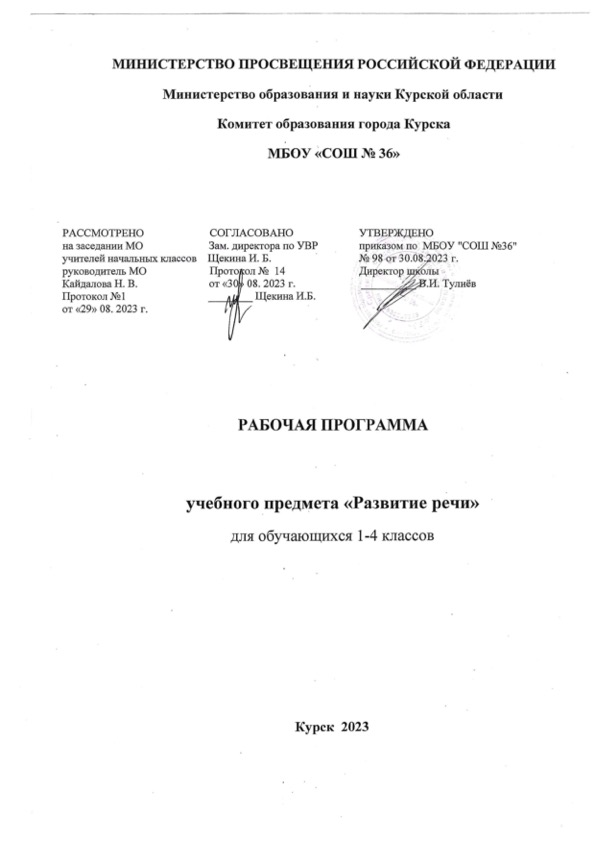 МИНИСТЕРСТВО ПРОСВЕЩЕНИЯ РОССИЙСКОЙ ФЕДЕРАЦИИ
Министерство образования и науки Курской области
Комитет образования города Курска
МБОУ «СОШ № 36»
РАССМОТРЕНО
на заседании МО
учителей начальных классов
руководитель МО
Кайдалова Н. В.
Протокол №1
от «29» 08. 2023 г.
СОГЛАСОВАНО
Зам. директора по УВР
Щекина И. Б.
Протокол № 14
от «30» 08. 2023 г.
________ Щекина И.Б.
УТВЕРЖДЕНО
приказом по МБОУ "СОШ №36"
№ 98 от 30.08.2023 г.
Директор школы
__________ В.И. Тулиёв
РАБОЧАЯ ПРОГРАММА
учебного предмета «Развитие речи»
для обучающихся 1-4 классов
Курск 2023